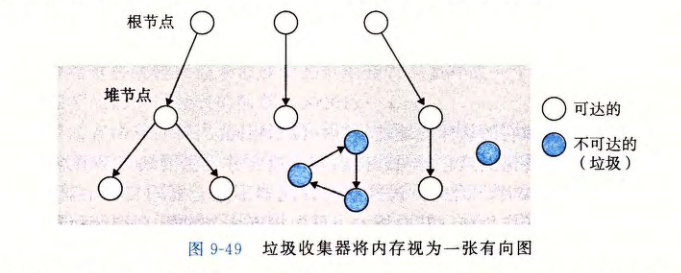 根节点
堆节点
可达的
不可达的
（垃圾）
图 9-49 垃圾收集器将内存视为一张有向图